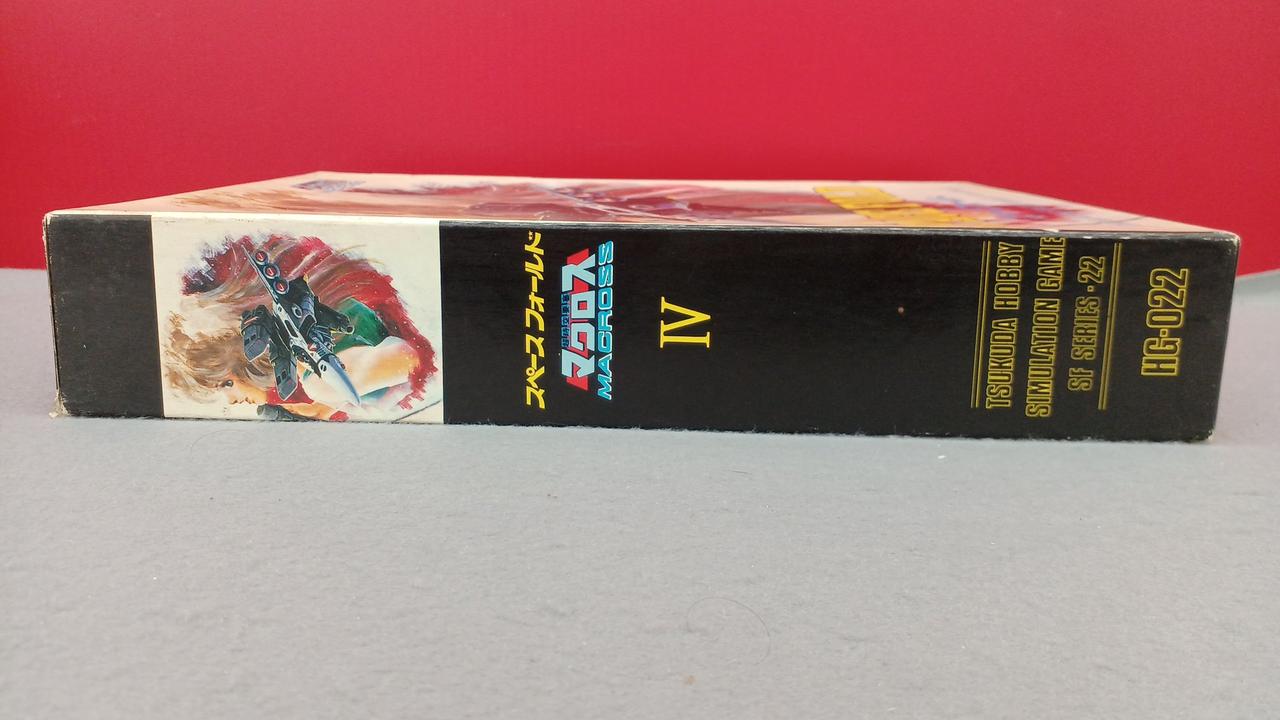 スペースフォールド
超時空要塞
マクロス
MACROSS
IV
TSUKUDA HOBBY
SIMULATION GAME
SF SERIES・22
HG-022